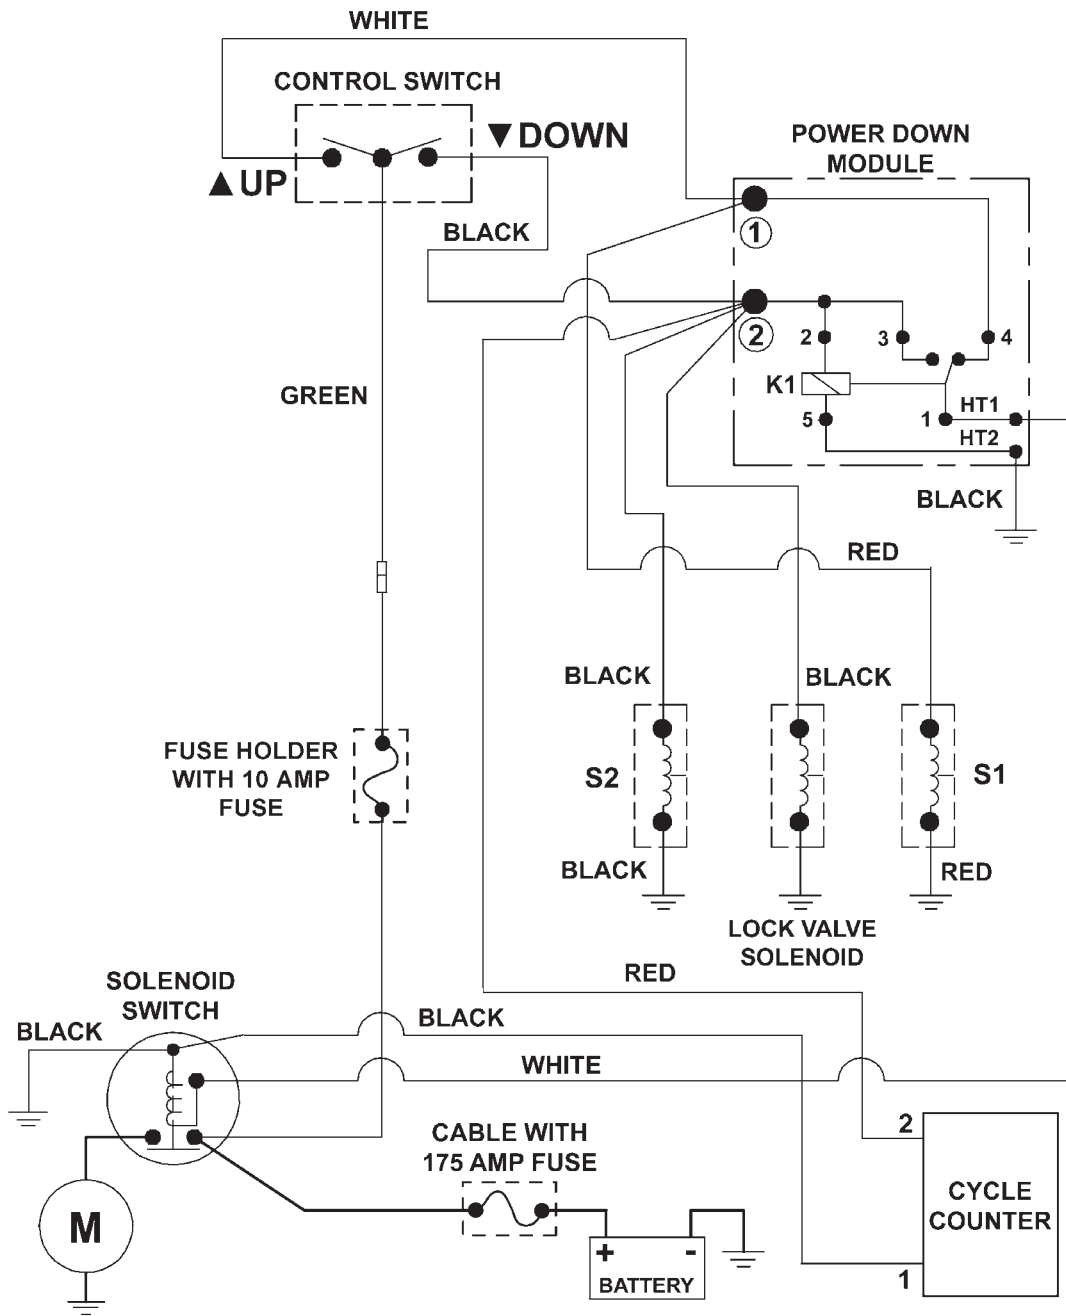 WHITE
CONTROL SWITCH
▼DOWN
▲UP
POWER DOWN
MODULE
BLACK
1
2
2
3
4
K1
GREEN
5
1
HT1
HT2
BLACK
RED
BLACK
BLACK
FUSE HOLDER
WITH 10 AMP
FUSE
S2
S1
BLACK
RED
LOCK VALVE
SOLENOID
RED
SOLENOID
SWITCH
BLACK
BLACK
WHITE
CABLE WITH
175 AMP FUSE
2
CYCLE
COUNTER
1
M
+ -
BATTERY